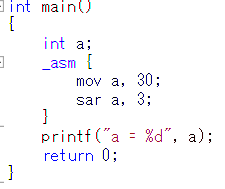 int main()
{
    int a;
    _asm {
        mov a, 30;
        sar a, 3;
    }
    printf("a = %d", a);
    return 0;
}